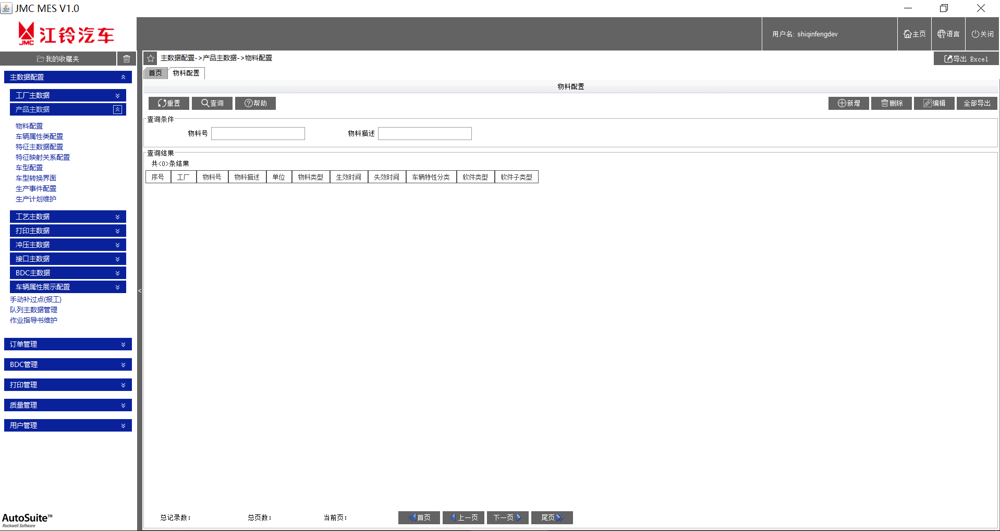 JMC MES V1.0
JMC 江铃汽车
用户名: shiqinfengdev
主页
语言
关闭
我的收藏夹
主数据配置->产品主数据->物料配置
导出 Excel
首页 物料配置
物料配置
重置 查询 帮助
新增 删除 编辑 全部导出
查询条件
物料号
物料描述
查询结果
共<0>条结果
序号 工厂 物料号 物料描述 单位 物料类型 生效时间 失效时间 车辆特性分类 软件类型 软件子类型
主数据配置
工厂主数据
产品主数据
物料配置
车辆属性类配置
特征主数据配置
特征映射关系配置
车型配置
车型转换界面
生产事件配置
生产计划维护
工艺主数据
打印主数据
冲压主数据
接口主数据
BDC主数据
车辆属性展示配置
手动补过点(报工)
队列主数据管理
作业指导书维护
订单管理
BDC管理
打印管理
质量管理
用户管理
<
AutoSuite™
Rockwell Software
总记录数: 总页数: 当前页: 首页 上一页 下一页 尾页